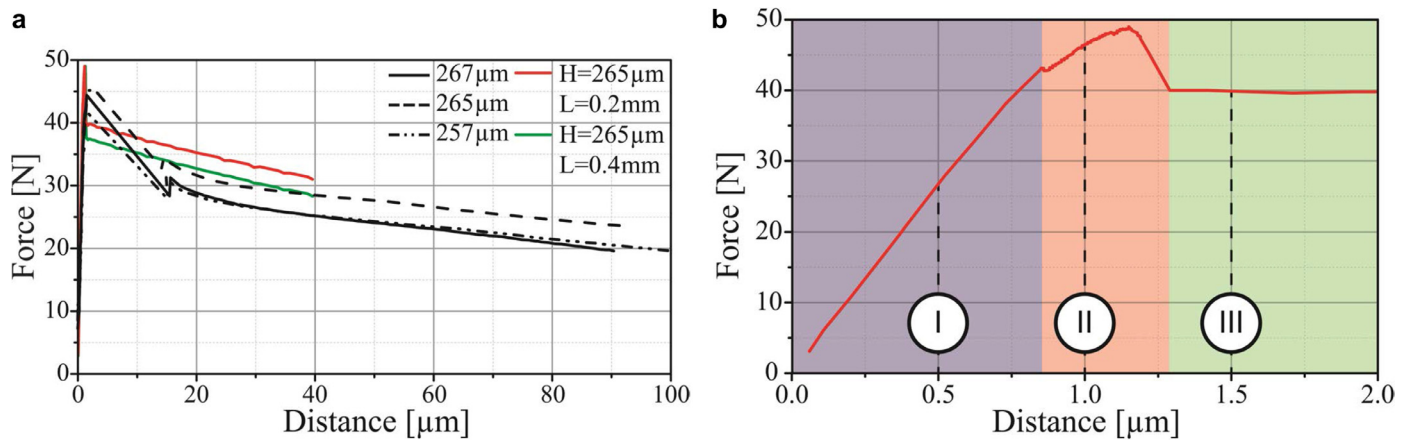 a
50
40
30
20
10
0
Force [N]
0 20 40 60 80 100
Distance [µm]
267µm
265µm
257µm
H=265µm
L=0.2mm
H=265µm
L=0.4mm
b
50
40
30
20
10
0
Force [N]
I
II
III
0.0 0.5 1.0 1.5 2.0
Distance [µm]